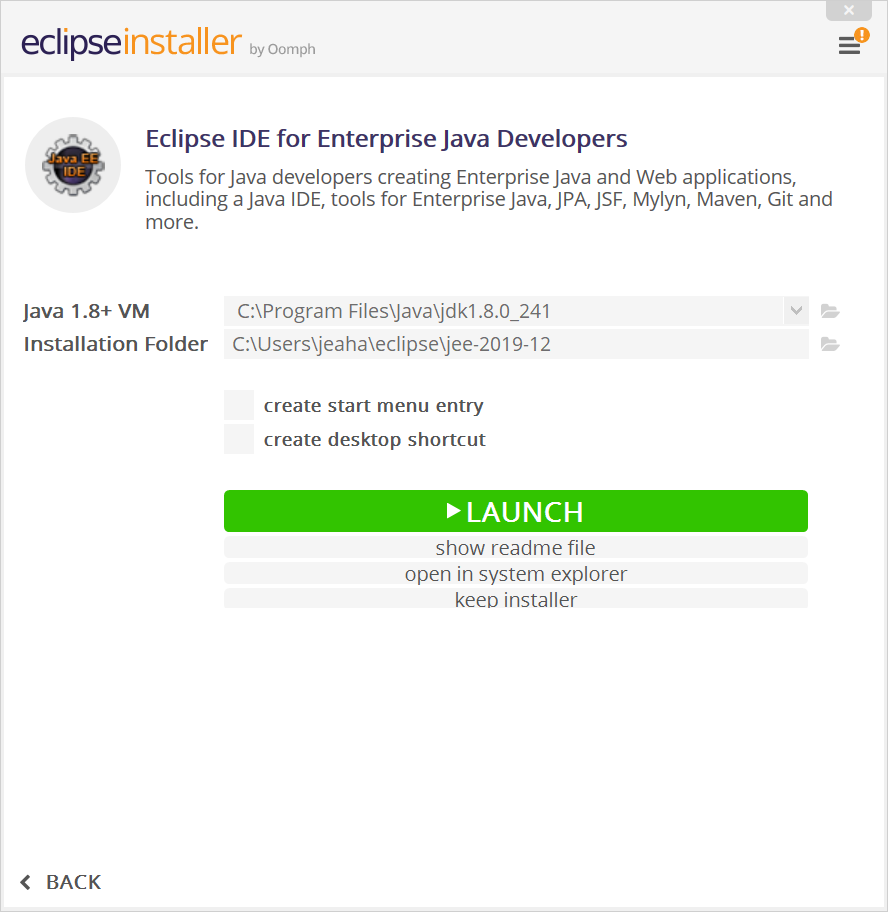 eclipseinstaller by Oomph
!
Java EE
IDE
Eclipse IDE for Enterprise Java Developers
Tools for Java developers creating Enterprise Java and Web applications,
including a Java IDE, tools for Enterprise Java, JPA, JSF, Mylyn, Maven, Git and
more.
Java 1.8+ VM C:\Program Files\Java\jdk1.8.0_241
Installation Folder C:\Users\jeaha\eclipse\jee-2019-12
create start menu entry
create desktop shortcut
LAUNCH
show readme file
open in system explorer
keep installer
BACK